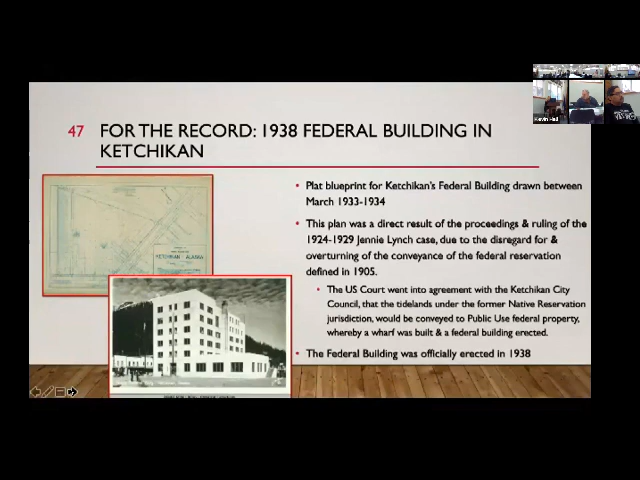 47 FOR THE RECORD: 1938 FEDERAL BUILDING IN
KETCHIKAN
• Plat blueprint for Ketchikan's Federal Building drawn between
March 1933-1934
• This plan was a direct result of the proceedings & ruling of the
1924-1929 Jennie Lynch case, due to the disregard for &
overturning of the conveyance of the federal reservation
defined in 1905.
• The US Court went into agreement with the Ketchikan City
Council, that the tidelands under the former Native Reservation
jurisdiction, would be conveyed to Public Use federal property,
whereby a wharf was built & a federal building erected.
• The Federal Building was officially erected in 1938
KETCHIKAN ALASKA
Kevin Hall